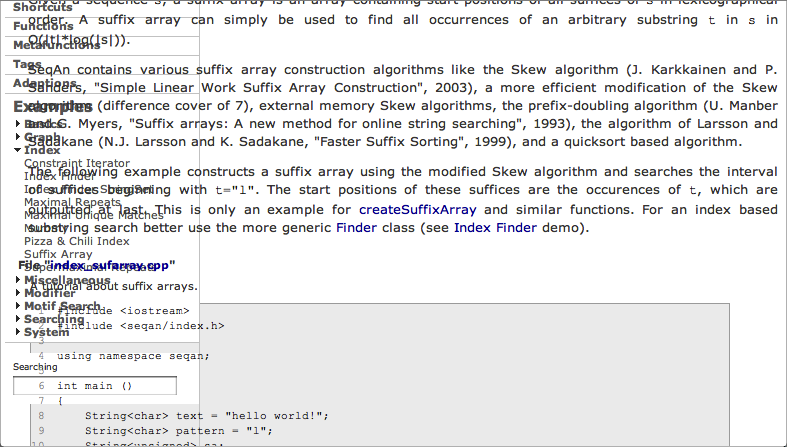 Shortcuts
Functions
Metafunctions
Tags
Adaptions
Examples
Basics
Graph
Index
Constraint Iterator
Index Finder
Index Finder StringSet
Maximal Repeats
Maximal Unique Matches
Mummy
Pizza & Chili Index
Suffix Array
Supermaximal Repeats
Miscellaneous
Modifier
Motif Search
Searching
System
Searching
Given a sequence s, a suffix array is an array containing start positions of all suffices of s in lexicographical
order. A suffix array can simply be used to find all occurrences of an arbitrary substring t in s in
O(|t|*log(|s|)).
SeqAn contains various suffix array construction algorithms like the Skew algorithm (J. Karkkainen and P.
Sanders, "Simple Linear Work Suffix Array Construction", 2003), a more efficient modification of the Skew
algorithm (difference cover of 7), external memory Skew algorithms, the prefix-doubling algorithm (U. Manber
and G. Myers, "Suffix arrays: A new method for online string searching", 1993), the algorithm of Larsson and
Sadakane (N.J. Larsson and K. Sadakane, "Faster Suffix Sorting", 1999), and a quicksort based algorithm.
The following example constructs a suffix array using the modified Skew algorithm and searches the interval
of suffices beginning with t="l". The start positions of these suffices are the occurences of t, which are
outputted at last. This is only an example for createSuffixArray and similar functions. For an index based
substring search better use the more generic Finder class (see Index Finder demo).
File "index_sufarray.cpp"
A tutorial about suffix arrays.
1 #include <iostream>
2 #include <seqan/index.h>
3
4 using namespace seqan;
5
6 int main ()
7 {
8 String<char> text = "hello world!";
9 String<char> pattern = "l";
10 String<unsigned> sa;